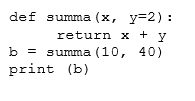 def summa(x, y=2):
    return x + y
b = summa(10, 40)
print (b)